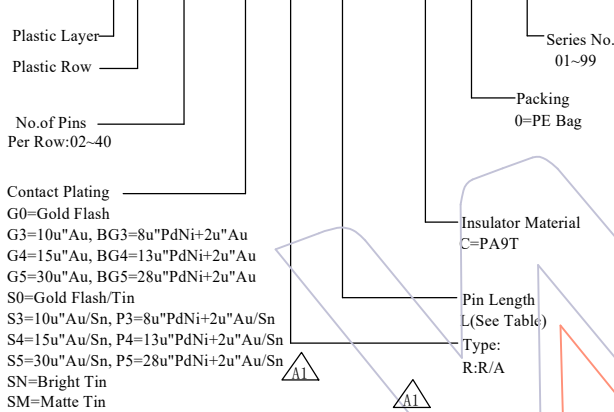 Plastic Layer
Plastic Row
No.of Pins
Per Row:02~40
Contact Plating
G0=Gold Flash
G3=10u"Au, BG3=8u"PdNi+2u"Au
G4=15u"Au, BG4=13u"PdNi+2u"Au
G5=30u"Au, BG5=28u"PdNi+2u"Au
S0=Gold Flash/Tin
S3=10u"Au/Sn, P3=8u"PdNi+2u"Au/Sn
S4=15u"Au/Sn, P4=13u"PdNi+2u"Au/Sn
S5=30u"Au/Sn, P5=28u"PdNi+2u"Au/Sn
SN=Bright Tin
SM=Matte Tin
Series No.
01~99
Packing
0=PE Bag
Insulator Material
C=PA9T
Pin Length
L(See Table)
Type:
R:R/A
A1
A1